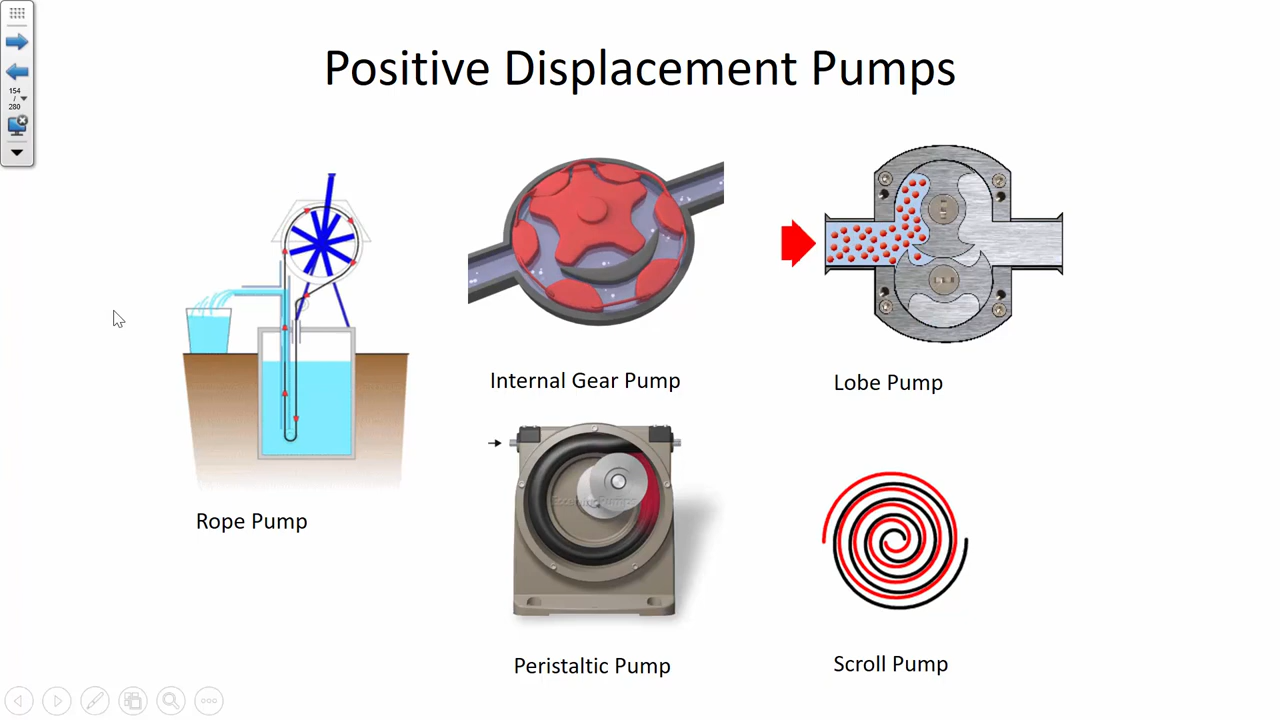 Positive Displacement Pumps
154
/
280
Internal Gear Pump
Lobe Pump
Rope Pump
Peristaltic Pump
Scroll Pump